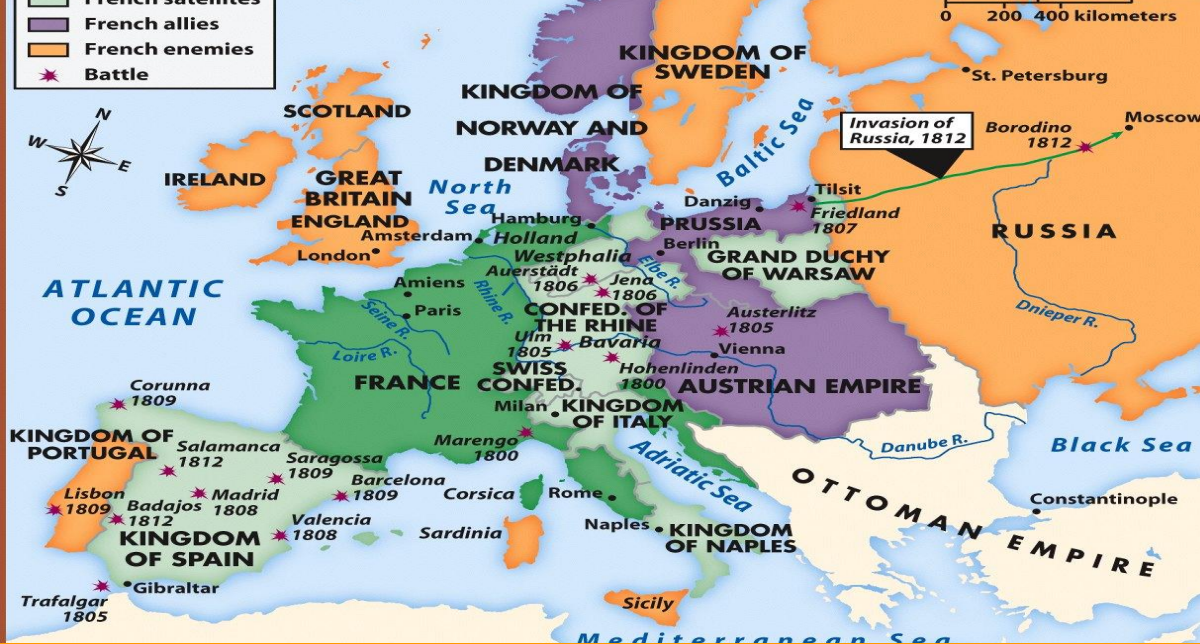 French satellites
French allies
French enemies
Battle
0 200 400 kilometers
N
W
E
S
SCOTLAND
IRELAND
GREAT
BRITAIN
ENGLAND
London
North
Sea
KINGDOM OF
SWEDEN
KINGDOM OF
NORWAY AND
DENMARK
Baltic Sea
St. Petersburg
Invasion of
Russia, 1812
Borodino
1812
Moscow
Tilsit
Friedland
1807
Danzig
PRUSSIA
Berlin
GRAND DUCHY
OF WARSAW
RUSSIA
Dnieper R.
Hamburg
Amsterdam
Holland
Westphalia
Elbe R.
Auerstädt
1806
Jena
1806
Rhine R.
CONFED. OF
THE RHINE
Austerlitz
1805
Ulm
1805
Bavaria
Vienna
Hohenlinden
1800
SWISS
CONFED.
AUSTRIAN EMPIRE
ATLANTIC
OCEAN
Amiens
Paris
Seine R.
Loire R.
FRANCE
Milan
KINGDOM
OF ITALY
Marengo
1800
Adriatic Sea
Danube R.
Black Sea
OTTOMAN EMPIRE
Constantinople
Corunna
1809
KINGDOM OF
PORTUGAL
Salamanca
1812
Saragossa
1809
Barcelona
1809
Lisbon
1809
Madrid
1808
Badajos
1812
Valencia
1808
KINGDOM
OF SPAIN
Gibraltar
Trafalgar
1805
Corsica
Rome
Sardinia
Naples
KINGDOM
OF NAPLES
Sicily
Mediterranean Sea